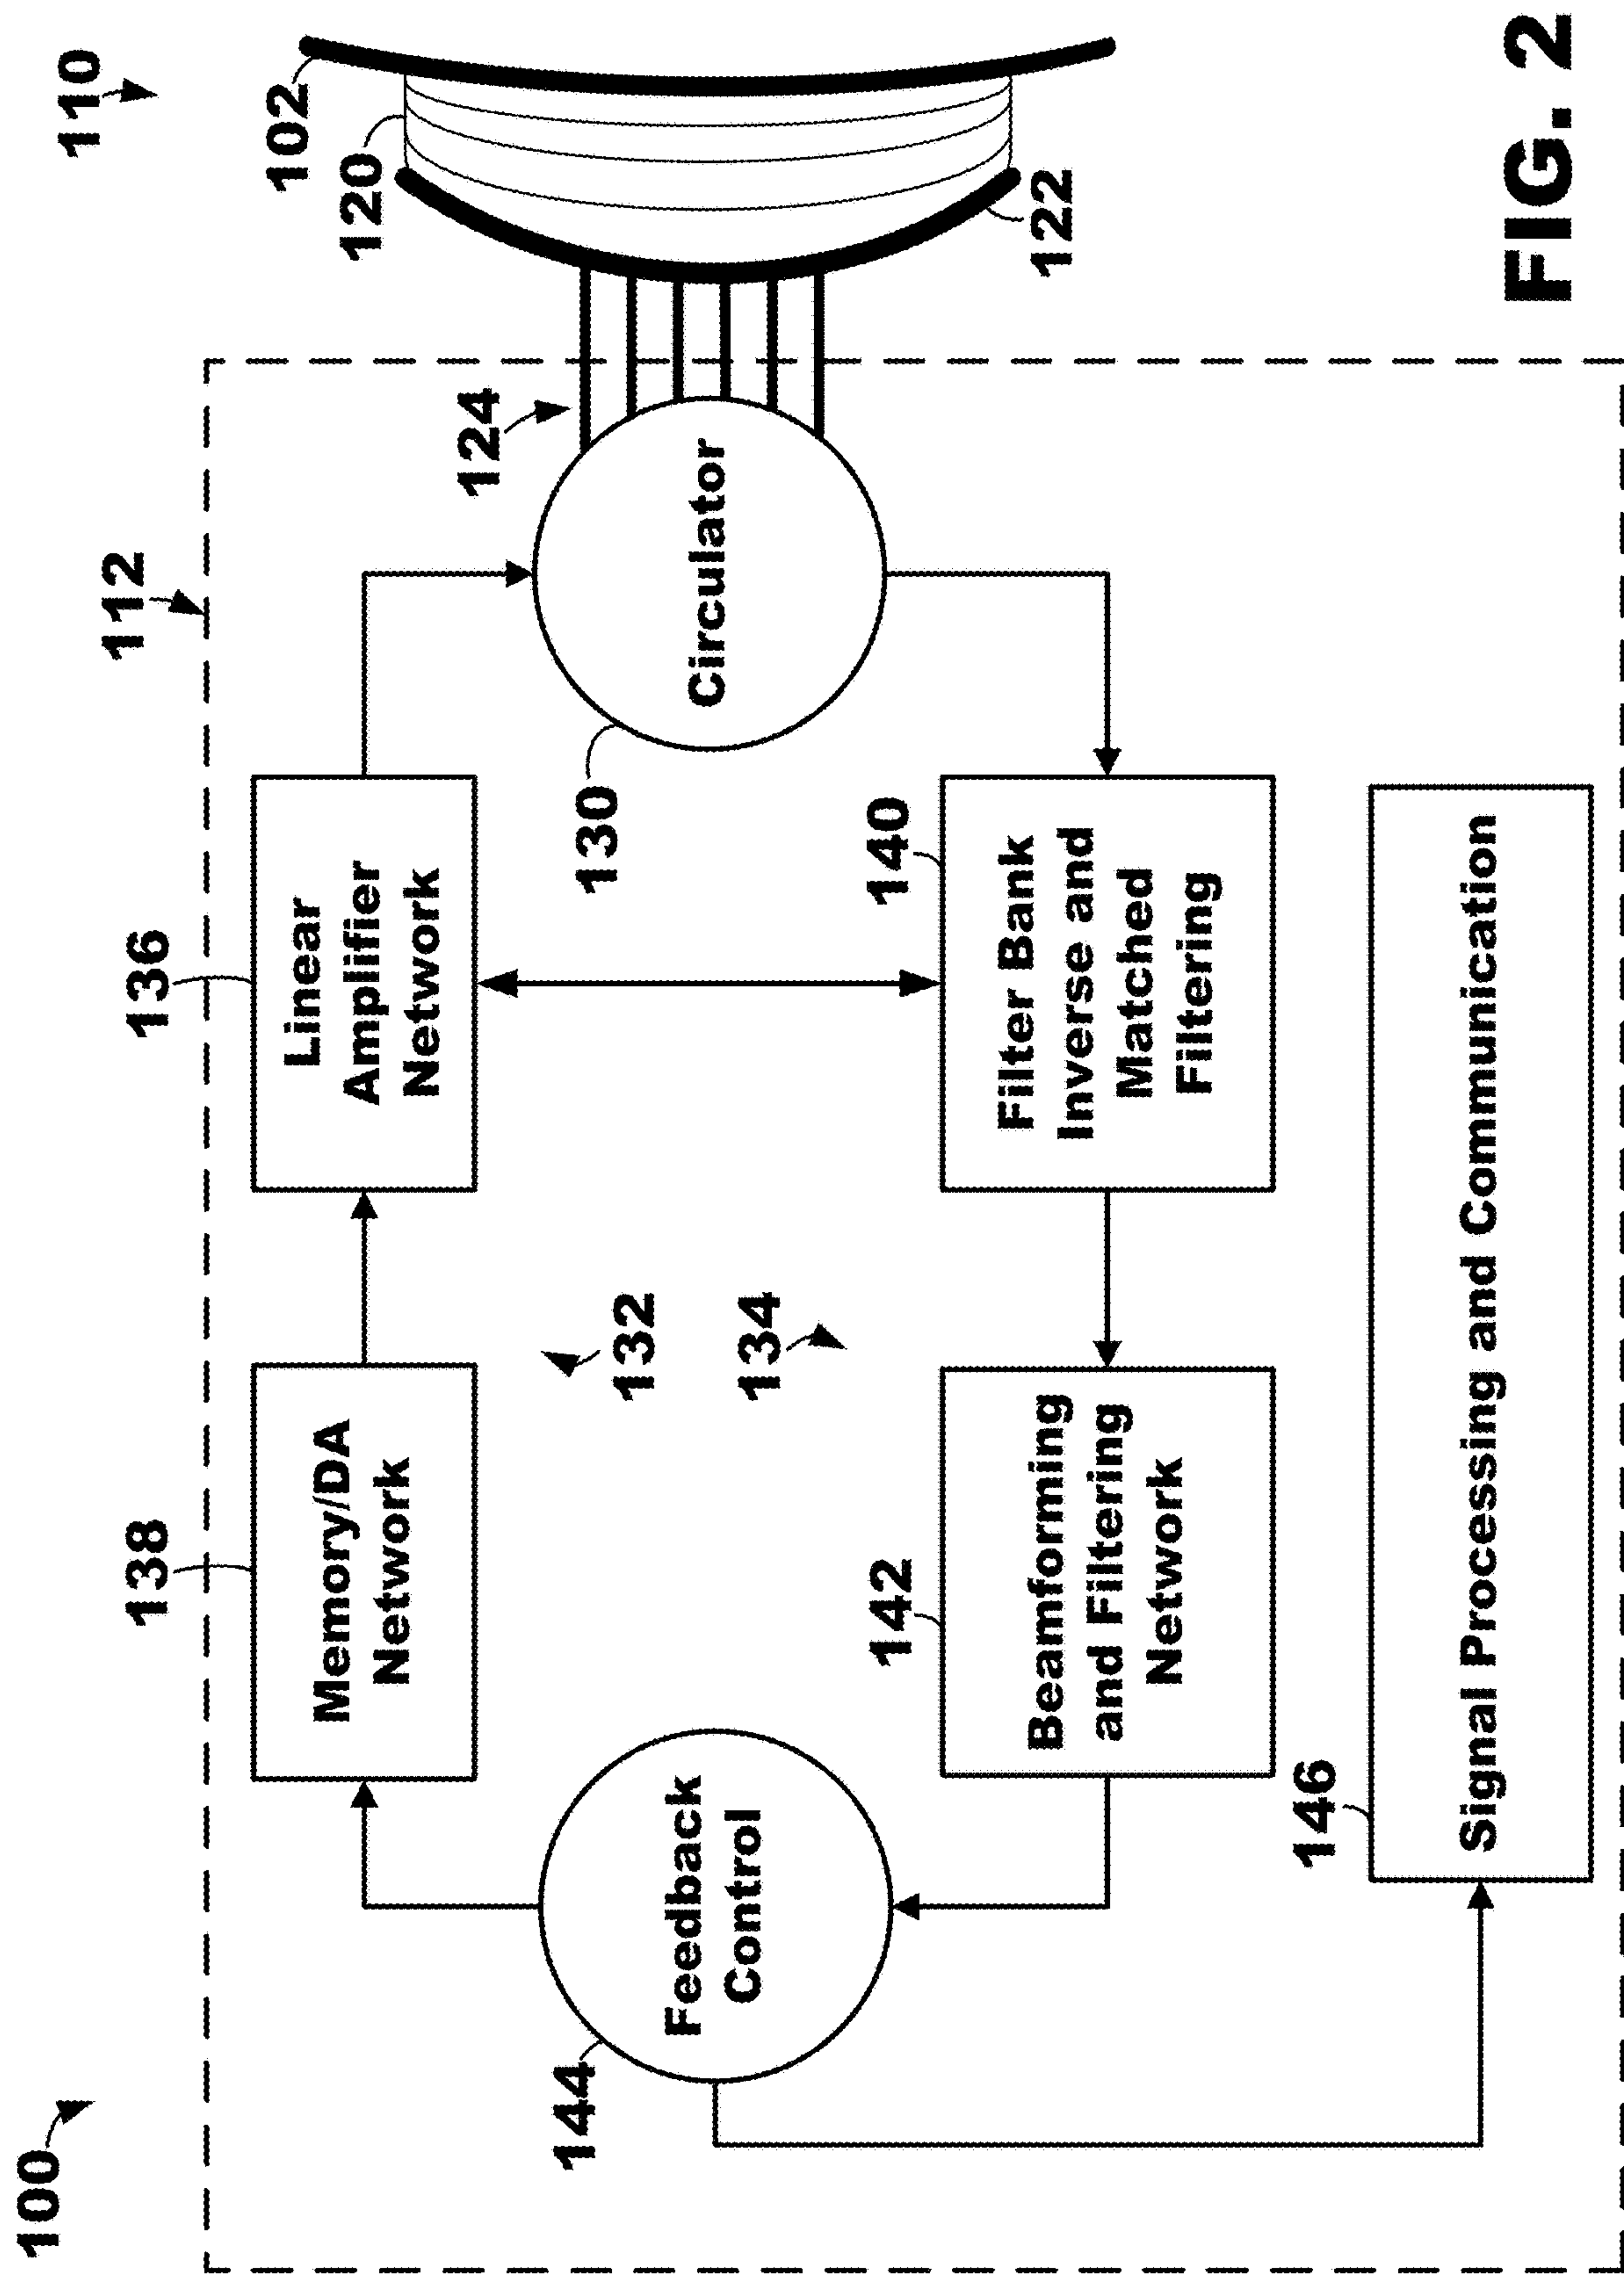 100
112
110
138
136
102
Memory/DA
Network
Linear
Amplifier
Network
120
124
144
132
130
Feedback
Control
Circulator
134
122
142
140
Beamforming
and Filtering
Network
Filter Bank
Inverse and
Matched
Filtering
146
Signal Processing and Communication
FIG. 2